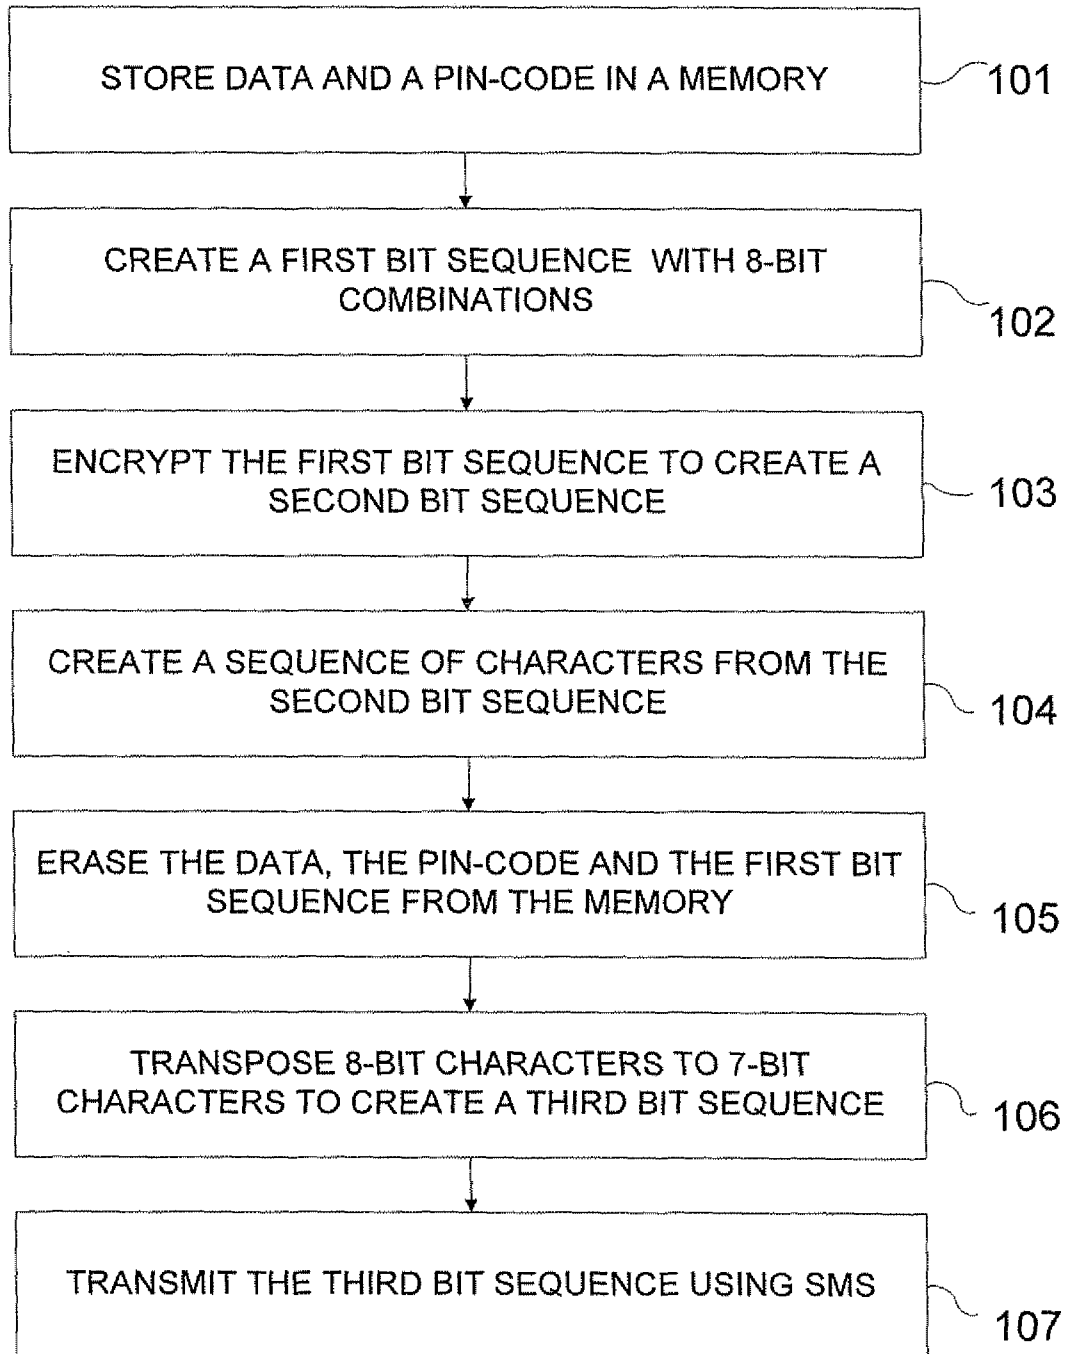 STORE DATA AND A PIN-CODE IN A MEMORY
101
CREATE A FIRST BIT SEQUENCE WITH 8-BIT
COMBINATIONS
102
ENCRYPT THE FIRST BIT SEQUENCE TO CREATE A
SECOND BIT SEQUENCE
103
CREATE A SEQUENCE OF CHARACTERS FROM THE
SECOND BIT SEQUENCE
104
ERASE THE DATA, THE PIN-CODE AND THE FIRST BIT
SEQUENCE FROM THE MEMORY
105
TRANSPOSE 8-BIT CHARACTERS TO 7-BIT
CHARACTERS TO CREATE A THIRD BIT SEQUENCE
106
TRANSMIT THE THIRD BIT SEQUENCE USING SMS
107